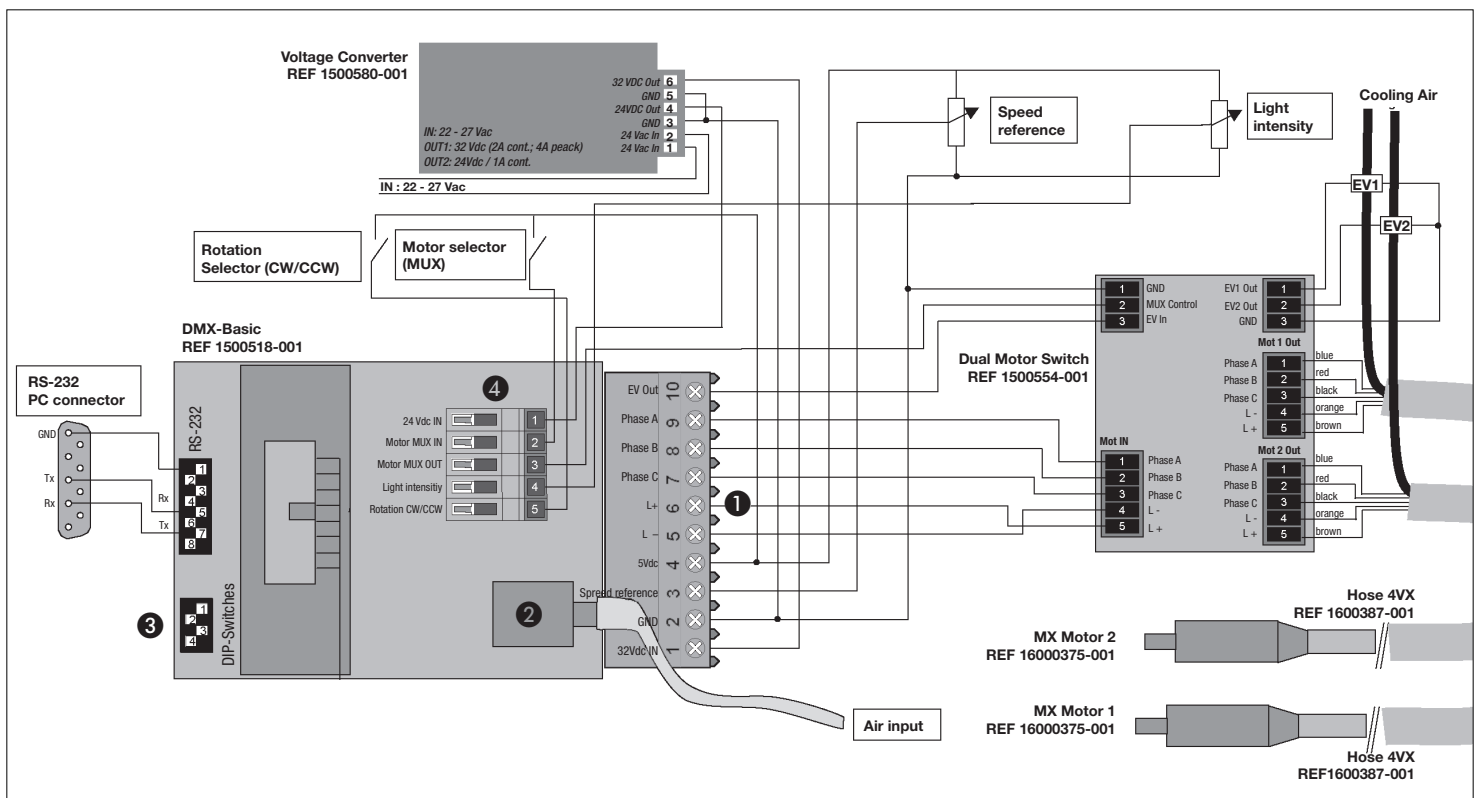 Voltage Converter
REF 1500580-001
32 VDC Out 6
GND 5
24VDC Out 4
GND 3
24 Vac In 2
24 Vac In 1
IN: 22 - 27 Vac
OUT1: 32 Vdc (2A cont.; 4A peack)
OUT2: 24Vdc / 1A cont.
IN : 22 - 27 Vac
Speed
reference
Light
intensity
Cooling Air
EV1
EV2
Rotation
Selector (CW/CCW)
Motor selector
(MUX)
DMX-Basic
REF 1500518-001
RS-232
PC connector
GND
Tx
Rx
RS-232
1
2
3
4
5
6
7
8
Rx
Tx
3
1
2
3
4
DIP-Switches
4
24 Vdc IN 1
Motor MUX IN 2
Motor MUX OUT 3
Light intensitiy 4
Rotation CW/CCW 5
2
EV Out 10
Phase A 9
Phase B 8
Phase C 7
L+ 6
L – 5
5Vdc 4
Spreed reference 3
GND 2
32Vdc IN 1
1
Air input
Dual Motor Switch
REF 1500554-001
1 GND
2 MUX Control
3 EV In
EV1 Out 1
EV2 Out 2
GND 3
Mot 1 Out
Phase A 1 blue
Phase B 2 red
Phase C 3 black
L - 4 orange
L + 5 brown
Mot IN
1 Phase A
2 Phase B
3 Phase C
4 L -
5 L +
Mot 2 Out
Phase A 1 blue
Phase B 2 red
Phase C 3 black
L - 4 orange
L + 5 brown
Hose 4VX
REF 1600387-001
MX Motor 2
REF 16000375-001
MX Motor 1
REF 16000375-001
Hose 4VX
REF1600387-001